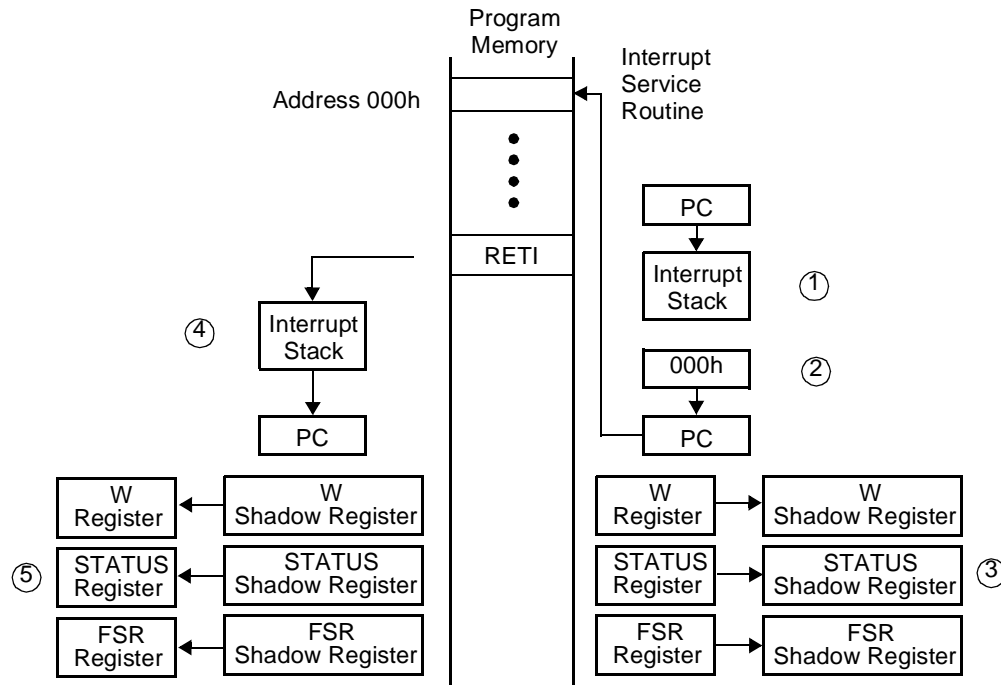 Program
Memory
Interrupt
Service
Routine
Address 000h
PC
RETI
Interrupt
Stack
1
4
Interrupt
Stack
000h
2
PC
PC
W
Register
W
Shadow Register
W
Register
W
Shadow Register
5
STATUS
Register
STATUS
Shadow Register
STATUS
Register
STATUS
Shadow Register
3
FSR
Register
FSR
Shadow Register
FSR
Register
FSR
Shadow Register